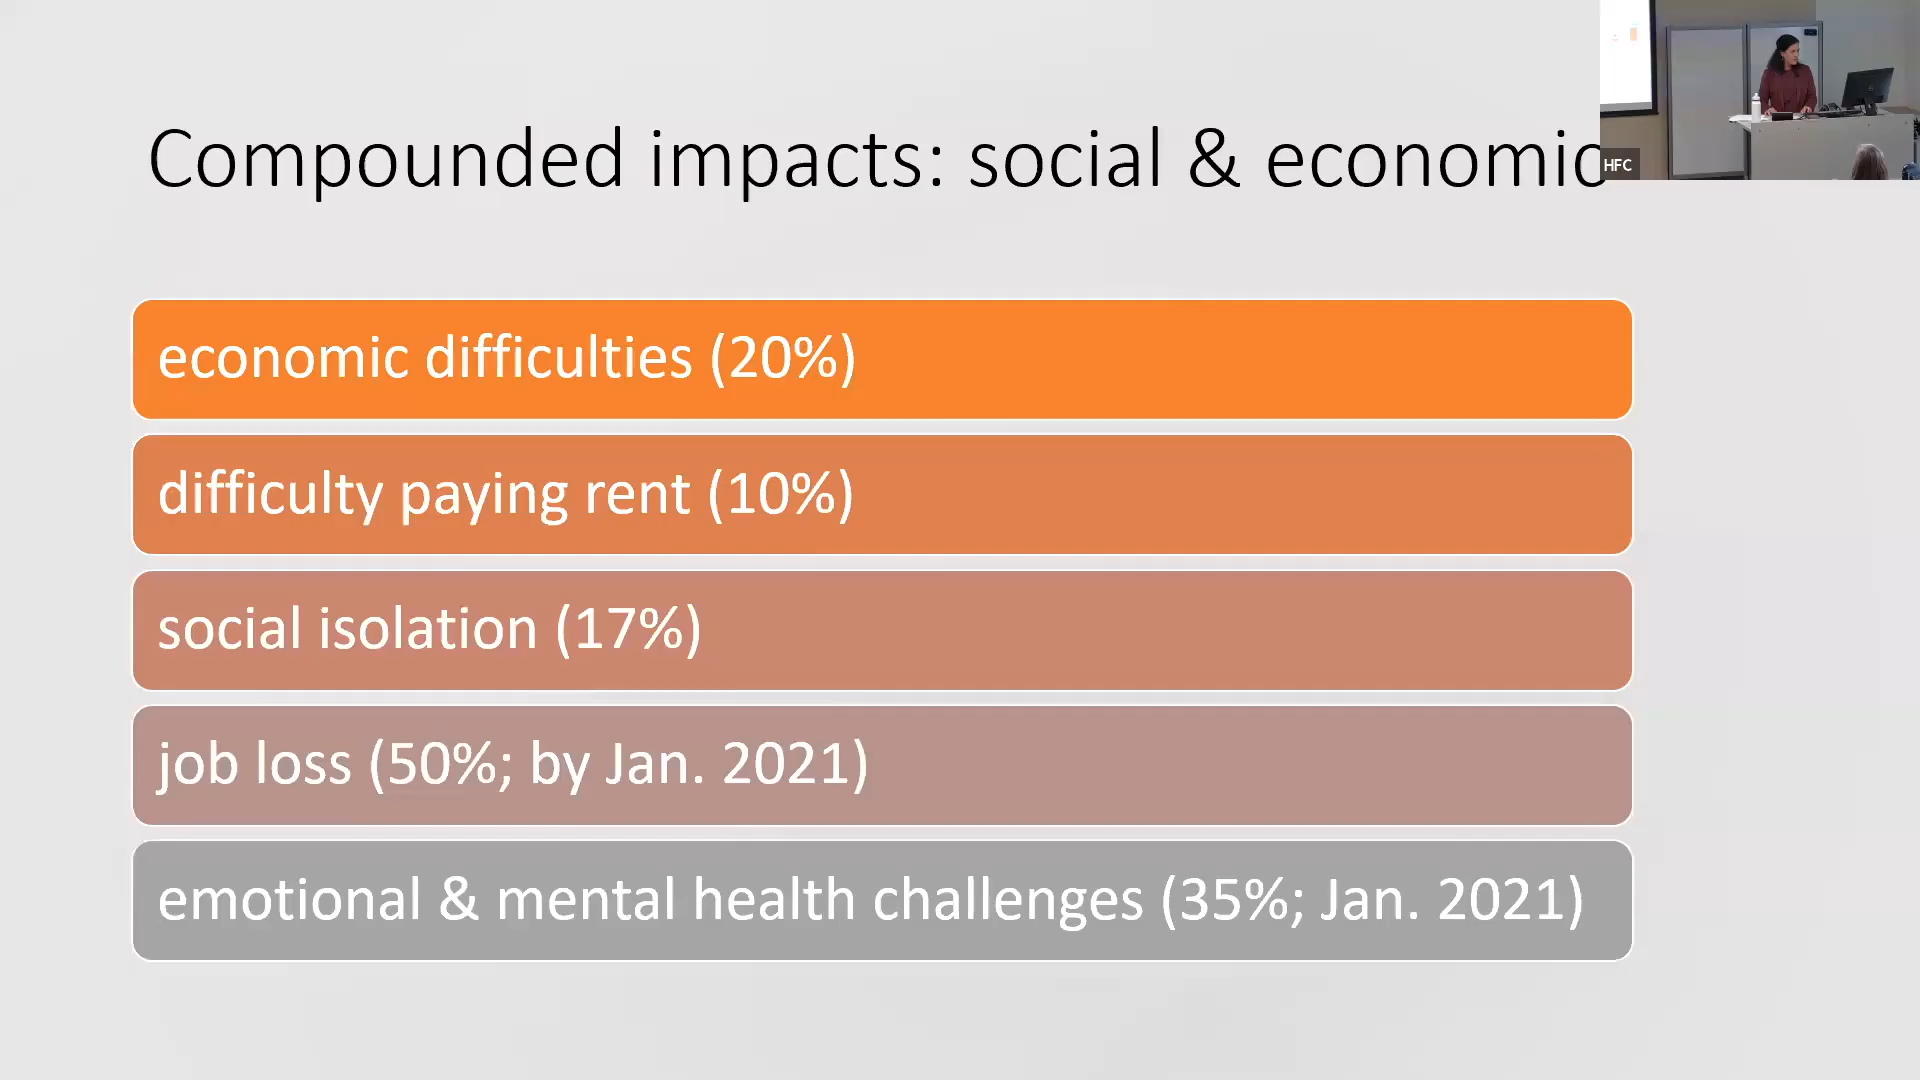 Compounded impacts: social & economic
HFC
economic difficulties (20%)
difficulty paying rent (10%)
social isolation (17%)
job loss (50%; by Jan. 2021)
emotional & mental health challenges (35%; Jan. 2021)